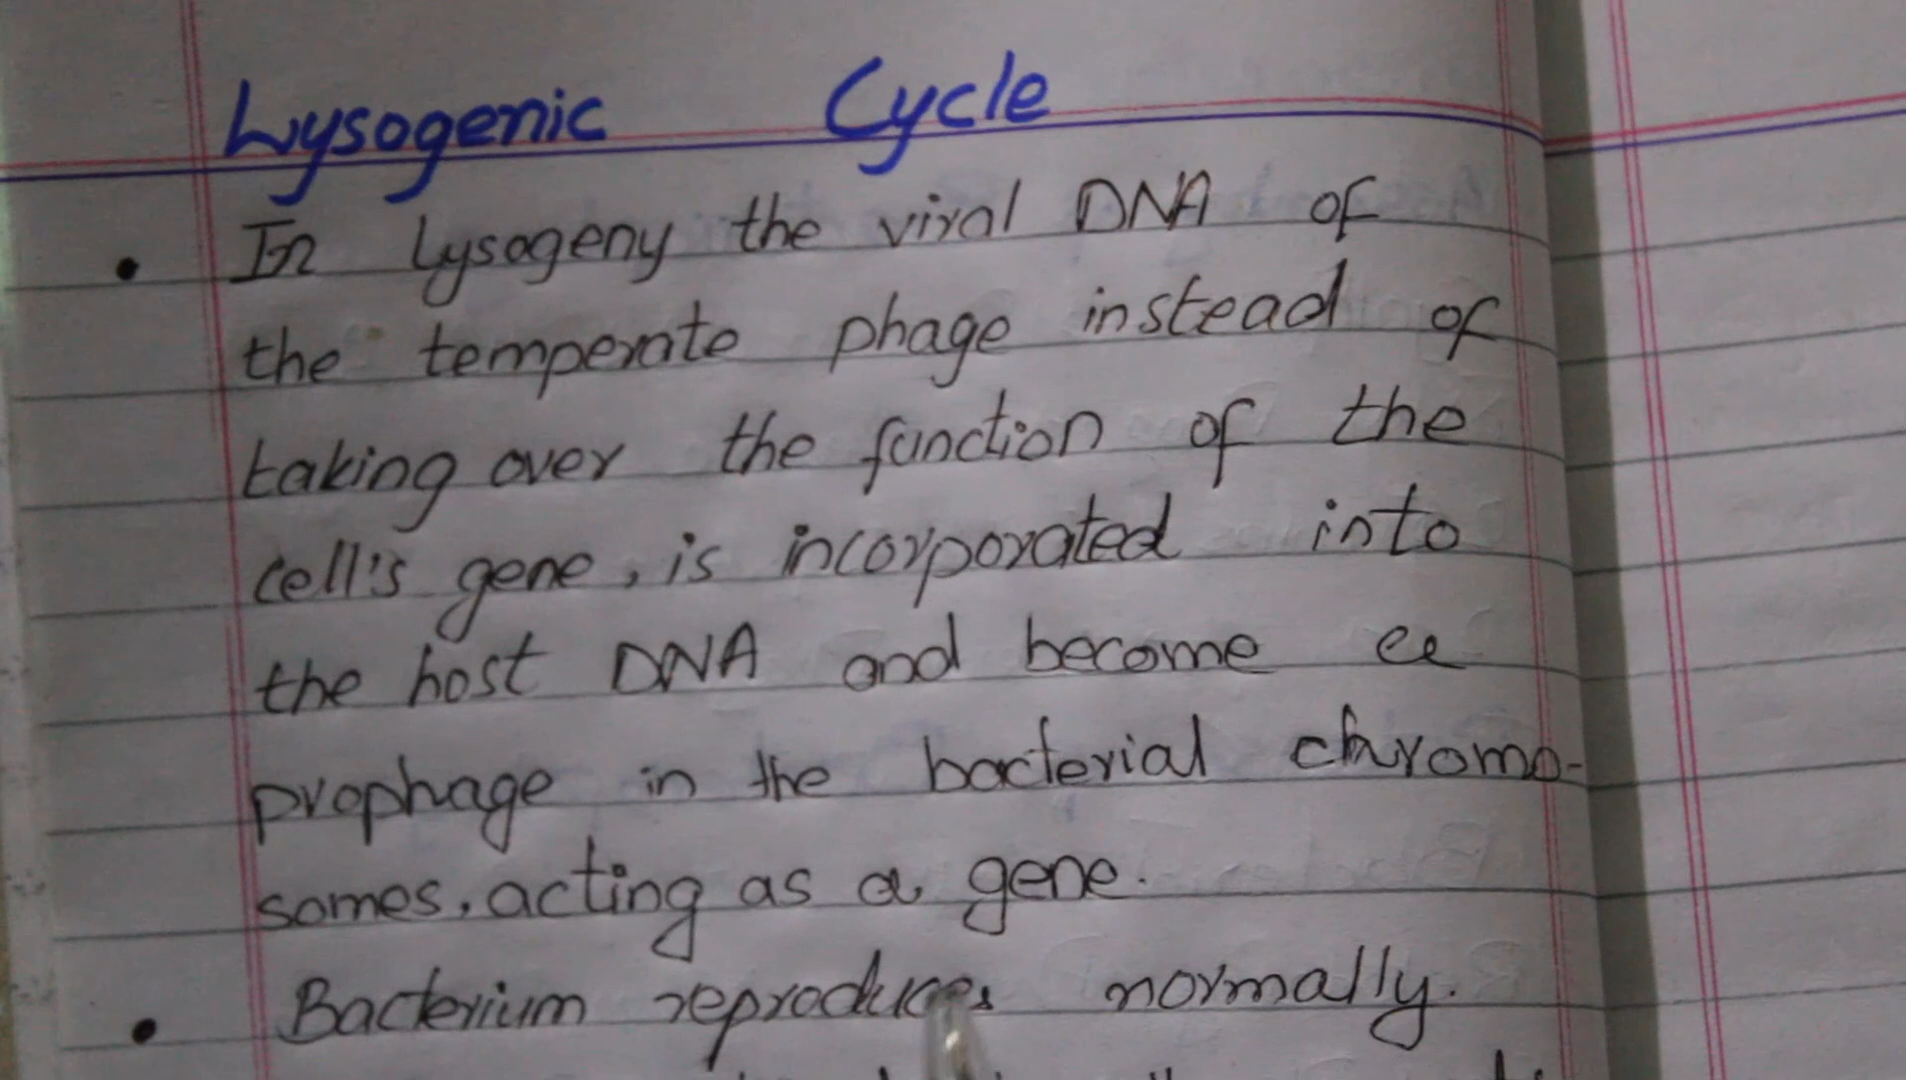 Lysogenic Cycle
• In lysogeny the viral DNA of
the temperate phage instead of
taking over the function of the
cell's gene, is incorporated into
the host DNA and become a
prophage in the bacterial chromo-
somes, acting as a gene.
• Bacterium reproduces normally.